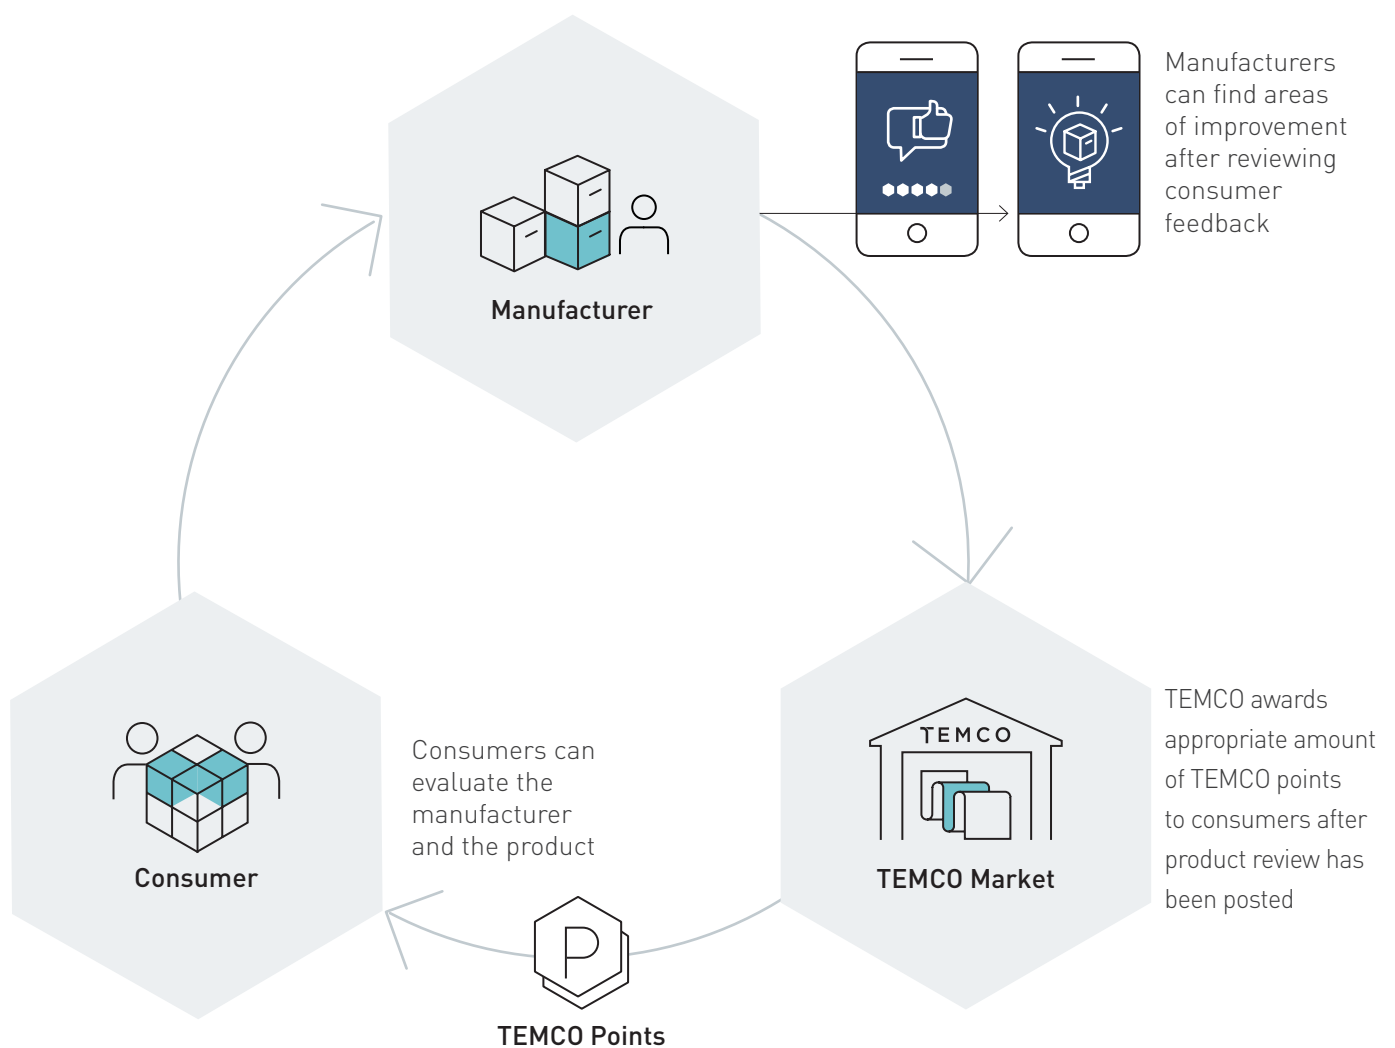 Manufacturers
can find areas
of improvement
after reviewing
consumer
feedback
Manufacturer
TEMCO
TEMCO Market
TEMCO awards
appropriate amount
of TEMCO points
to consumers after
product review has
been posted
Consumers can
evaluate the
manufacturer
and the product
Consumer
P
TEMCO Points